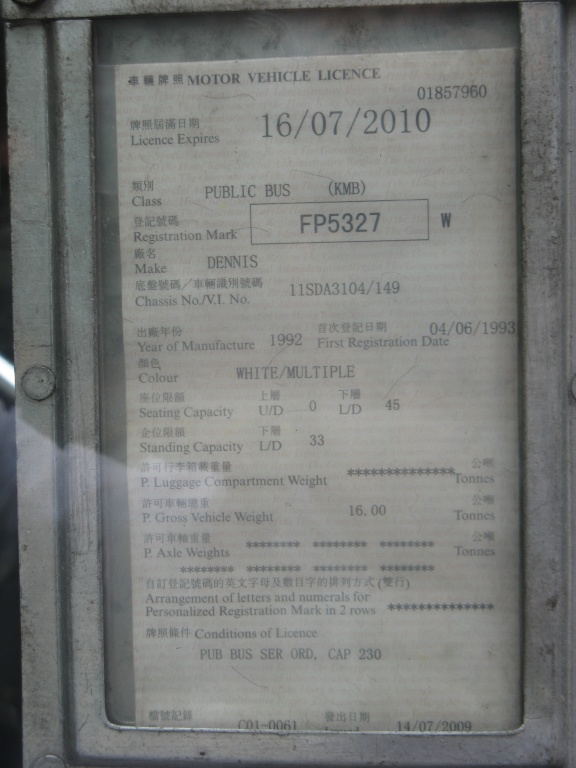 車輛牌照 MOTOR VEHICLE LICENCE
01857960
牌照屆滿日期
Licence Expires 16/07/2010
類別
Class PUBLIC BUS (KMB)
登記號碼
Registration Mark FP5327 W
廠名
Make DENNIS
底盤號碼／車輛識別號碼
Chassis No./V.I. No. 11SDA3104/149
出廠年份 首次登記日期 04/06/1993
Year of Manufacture 1992 First Registration Date
顏色
Colour WHITE/MULTIPLE
座位限額 上層 下層
Seating Capacity U/D 0 L/D 45
企位限額 下層
Standing Capacity L/D 33
許可行李箱載重量 公噸
P. Luggage Compartment Weight ************** Tonnes
許可車輛總重 公噸
P. Gross Vehicle Weight 16.00 Tonnes
許可車軸重量 公噸
P. Axle Weights ******** ******** ******** Tonnes
******** ******** ******** ********
自訂登記號碼的英文字母及數目字的排列方式(雙行)
Arrangement of letters and numerals for
Personalized Registration Mark in 2 rows **************
牌照條件 Conditions of Licence
PUB BUS SER ORD, CAP 230
檔號記錄 發出日期
C01-0061 14/07/2009